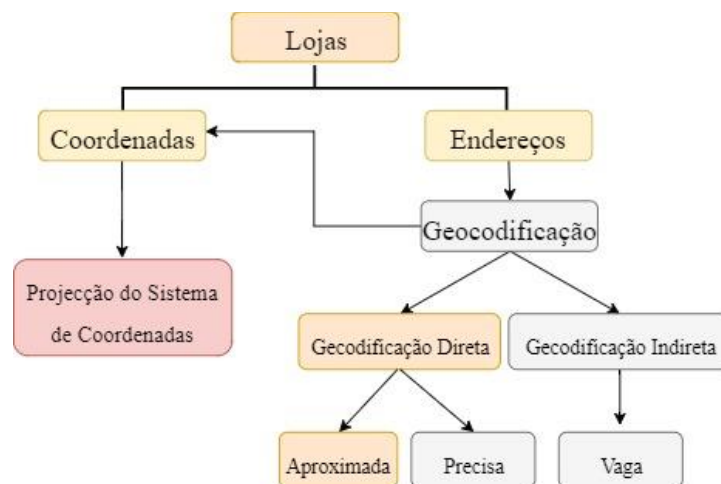 Lojas
Coordenadas
Endereços
Geocodificação
Projecção do Sistema
de Coordenadas
Gecodificação Direta
Gecodificação Indireta
Aproximada
Precisa
Vaga